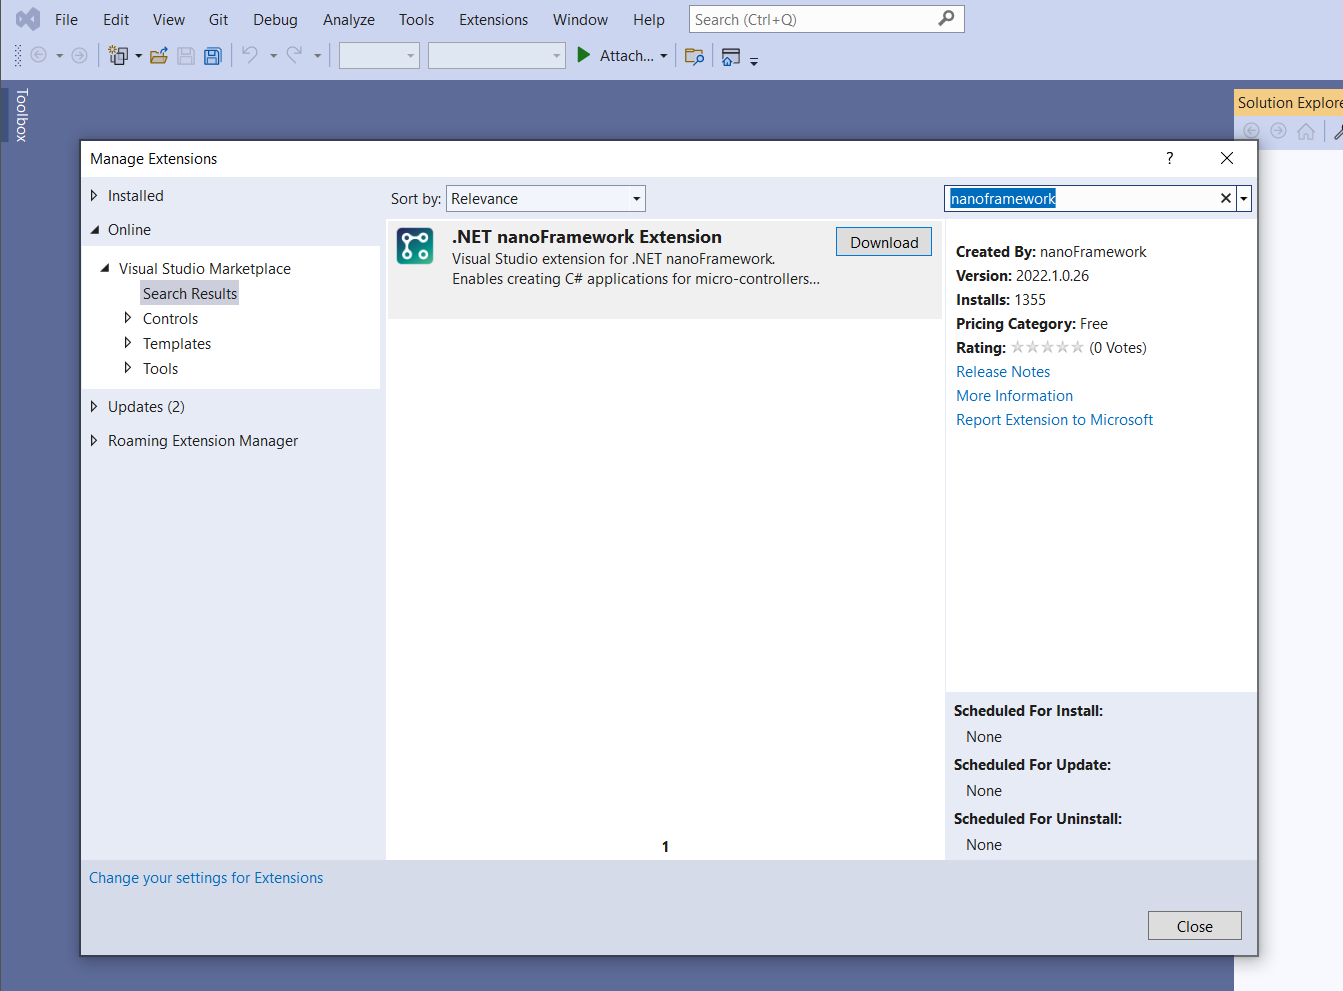 File Edit View Git Debug Analyze Tools Extensions Window Help Search (Ctrl+Q)
Attach...
Toolbox
Solution Explore
Manage Extensions ?
Installed
Online
Visual Studio Marketplace
Search Results
Controls
Templates
Tools
Updates (2)
Roaming Extension Manager
Sort by: Relevance
nanoframework
.NET nanoFramework Extension
Download
Visual Studio extension for .NET nanoFramework.
Enables creating C# applications for micro-controllers...
1
Created By: nanoFramework
Version: 2022.1.0.26
Installs: 1355
Pricing Category: Free
Rating: (0 Votes)
Release Notes
More Information
Report Extension to Microsoft
Scheduled For Install:
None
Scheduled For Update:
None
Scheduled For Uninstall:
None
Change your settings for Extensions
Close